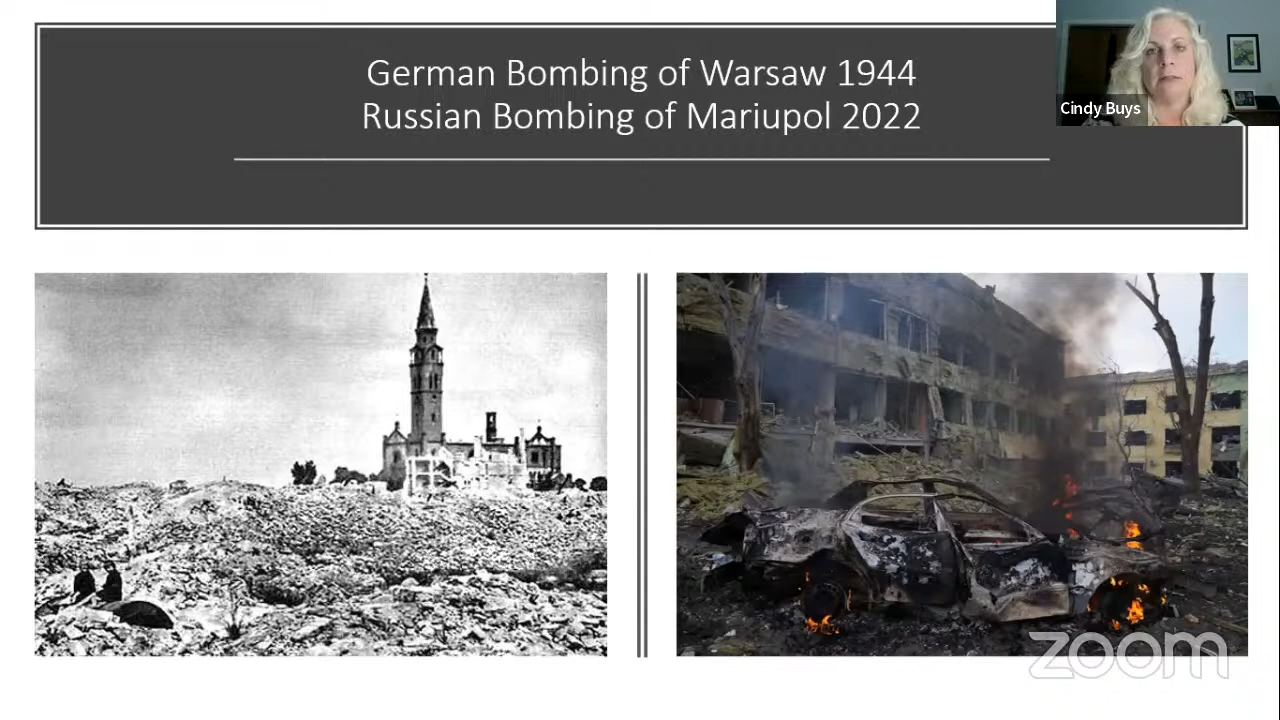 German Bombing of Warsaw 1944
Russian Bombing of Mariupol 2022
Cindy Buys
zoom